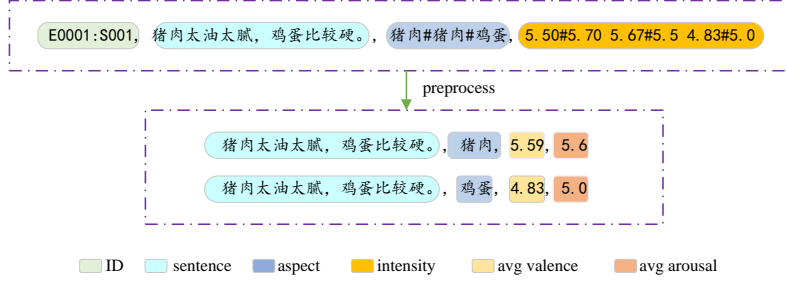 E0001:S001, 猪肉太油太腻，鸡蛋比较硬。, 猪肉#猪肉#鸡蛋, 5.50#5.70 5.67#5.5 4.83#5.0
preprocess
猪肉太油太腻，鸡蛋比较硬。, 猪肉, 5.59, 5.6
猪肉太油太腻，鸡蛋比较硬。, 鸡蛋, 4.83, 5.0
ID sentence aspect intensity avg valence avg arousal